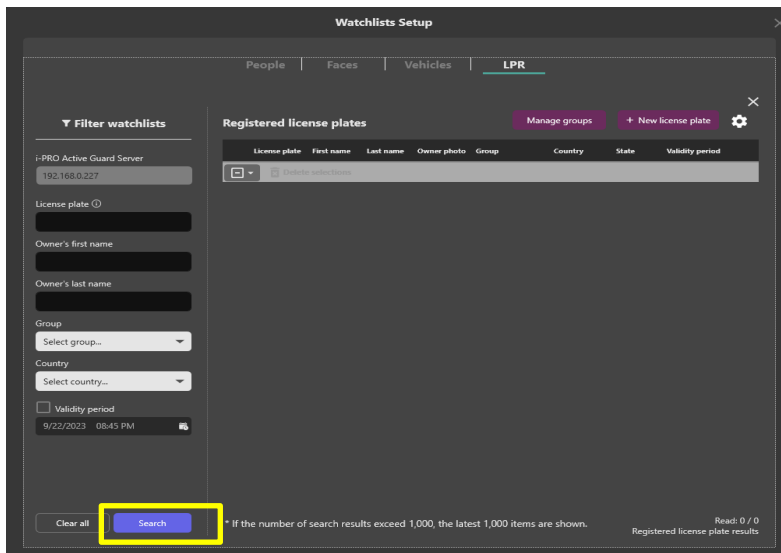 Watchlists Setup
People Faces Vehicles LPR
Filter watchlists
i-PRO Active Guard Server
192.168.0.227
License plate
Owner's first name
Owner's last name
Group
Select group...
Country
Select country...
Validity period
9/22/2023 08:45 PM
Clear all Search
Registered license plates
Manage groups + New license plate
License plate First name Last name Owner photo Group Country State Validity period
Delete selections
* If the number of search results exceed 1,000, the latest 1,000 items are shown.
Read: 0 / 0
Registered license plate results